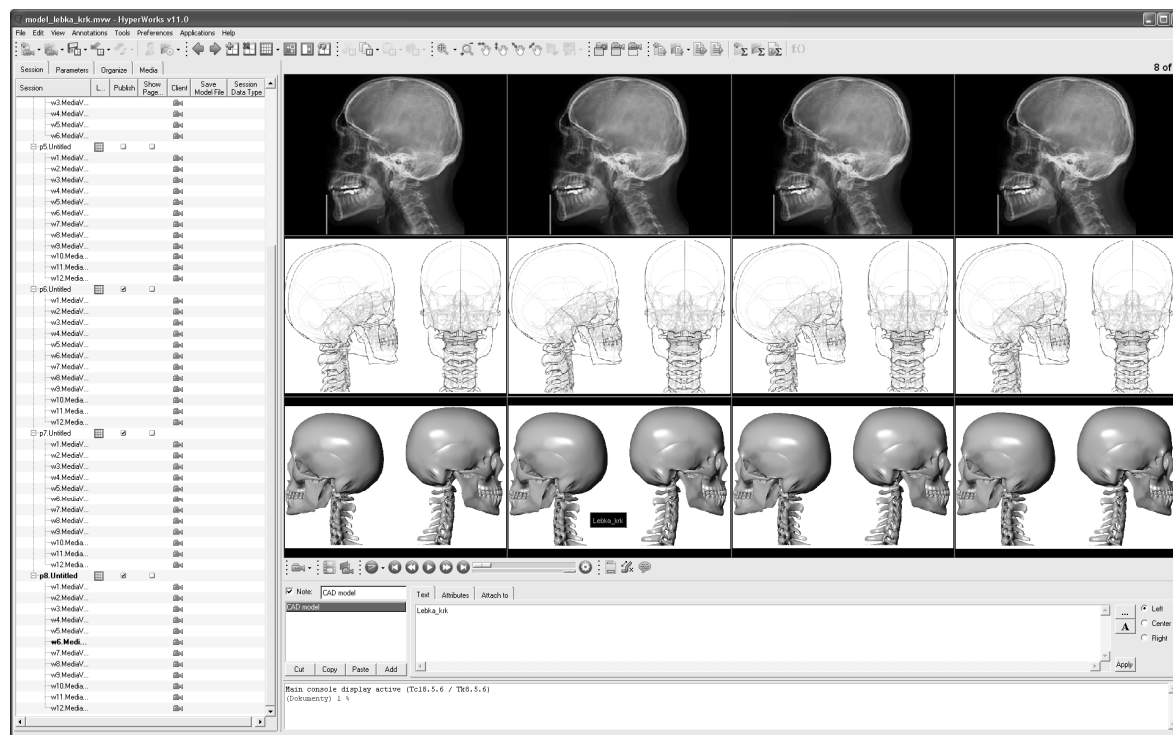 model_lebka_krk.mvw - HyperWorks v11.0
File Edit View Annotations Tools Preferences Applications Help
f()
Session Parameters Organize Media
8 of
Session L... Publish Show Page... Client Save Model File Session Data Type
w3.MediaV...
w4.MediaV...
w5.MediaV...
w6.MediaV...
p5.Untitled
w1.MediaV...
w2.MediaV...
w3.MediaV...
w4.MediaV...
w5.MediaV...
w6.MediaV...
w7.MediaV...
w8.MediaV...
w9.MediaV...
w10.Media...
w11.Media...
w12.Media...
p6.Untitled
w1.MediaV...
w2.MediaV...
w3.MediaV...
w4.MediaV...
w5.MediaV...
w6.MediaV...
w7.MediaV...
w8.MediaV...
w9.MediaV...
w10.Media...
w11.Media...
w12.Media...
p7.Untitled
w1.MediaV...
w2.MediaV...
w3.MediaV...
w4.MediaV...
w5.MediaV...
w6.MediaV...
w7.MediaV...
w8.MediaV...
w9.MediaV...
w10.Media...
w11.Media...
w12.Media...
p8.Untitled
w1.MediaV...
w2.MediaV...
w3.MediaV...
w4.MediaV...
w5.MediaV...
w6.Medi...
w7.MediaV...
w8.MediaV...
w9.MediaV...
w10.Media...
w11.Media...
w12.Media...
Lebka_krk
Note: CAD model
CAD model
Cut Copy Paste Add
Text Attributes Attach to
Lebka_krk
...
A
Left
Center
Right
Apply
Main console display active (Tcl8.5.6 / Tk8.5.6)
(Dokumenty) 1 %